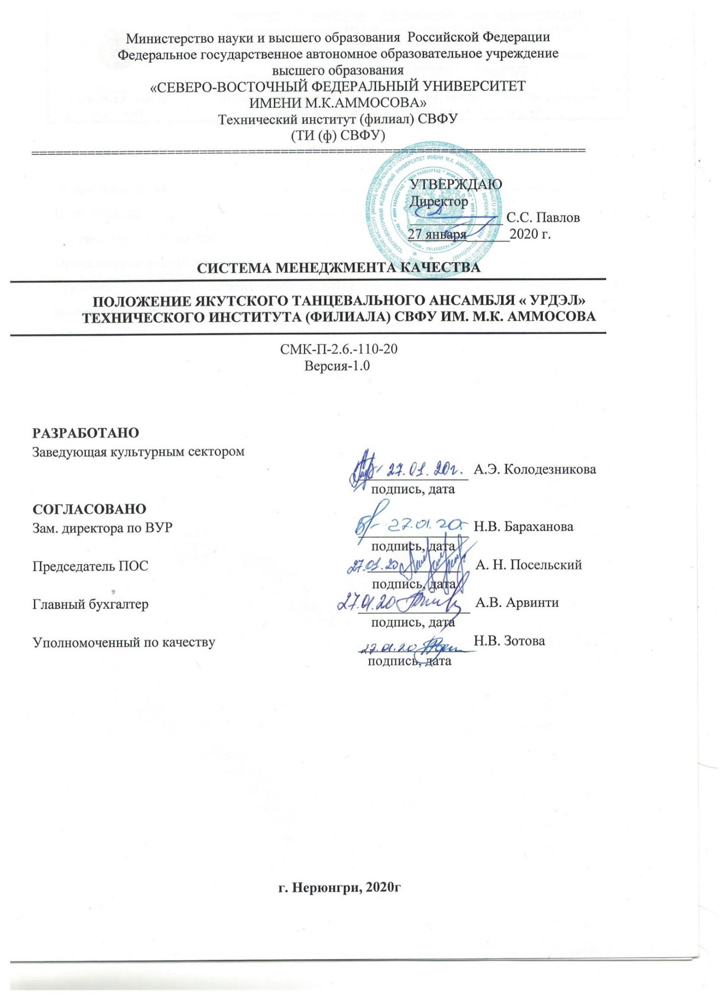 Министерство науки и высшего образования Российской Федерации
Федеральное государственное автономное образовательное учреждение
высшего образования
«СЕВЕРО-ВОСТОЧНЫЙ ФЕДЕРАЛЬНЫЙ УНИВЕРСИТЕТ
ИМЕНИ М.К.АММОСОВА»
Технический институт (филиал) СВФУ
(ТИ (ф) СВФУ)
УТВЕРЖДАЮ
Директор
С.С. Павлов
27 января 2020 г.
СИСТЕМА МЕНЕДЖМЕНТА КАЧЕСТВА
ПОЛОЖЕНИЕ ЯКУТСКОГО ТАНЦЕВАЛЬНОГО АНСАМБЛЯ « УРДЭЛ»
ТЕХНИЧЕСКОГО ИНСТИТУТА (ФИЛИАЛА) СВФУ ИМ. М.К. АММОСОВА
СМК-П-2.6.-110-20
Версия-1.0
РАЗРАБОТАНО
Заведующая культурным сектором
27.01.20г. А.Э. Колодезникова
подпись, дата
СОГЛАСОВАНО
Зам. директора по ВУР 27.01.20г Н.В. Бараханова
подпись, дата
Председатель ПОС 27.01.20 А. Н. Посельский
подпись, дата
Главный бухгалтер 27.01.20 А.В. Арвинти
подпись, дата
Уполномоченный по качеству 27.01.20 Н.В. Зотова
подпись, дата
г. Нерюнгри, 2020г